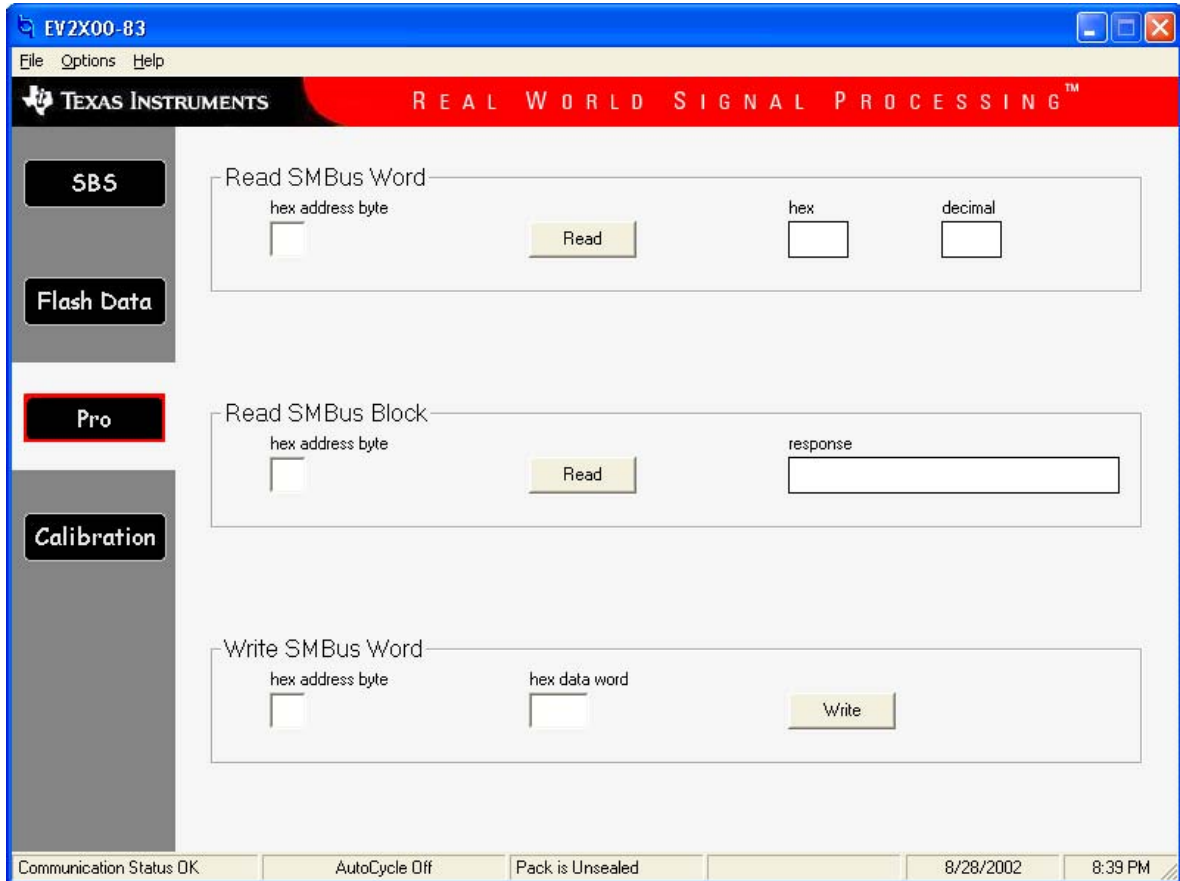 EV2X00-83
File Options Help
TEXAS INSTRUMENTS REAL WORLD SIGNAL PROCESSING™
SBS
Flash Data
Pro
Calibration
Read SMBus Word
hex address byte hex decimal
Read
Read SMBus Block
hex address byte response
Read
Write SMBus Word
hex address byte hex data word
Write
Communication Status OK AutoCycle Off Pack is Unsealed 8/28/2002 8:39 PM